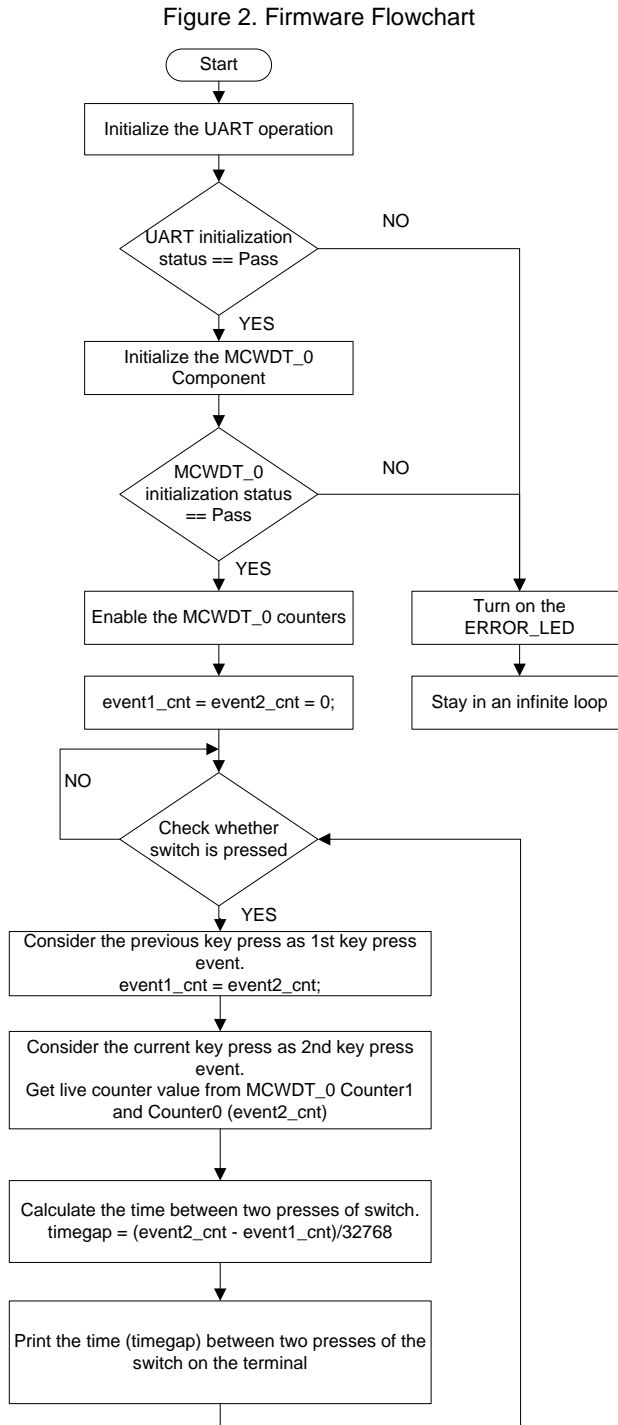 Figure 2. Firmware Flowchart
Start
Initialize the UART operation
UART initialization
status == Pass
NO
YES
Initialize the MCWDT_0
Component
MCWDT_0
initialization status
== Pass
NO
YES
Enable the MCWDT_0 counters
Turn on the
ERROR_LED
event1_cnt = event2_cnt = 0;
Stay in an infinite loop
NO
Check whether
switch is pressed
YES
Consider the previous key press as 1st key press
event.
event1_cnt = event2_cnt;
Consider the current key press as 2nd key press
event.
Get live counter value from MCWDT_0 Counter1
and Counter0 (event2_cnt)
Calculate the time between two presses of switch.
timegap = (event2_cnt - event1_cnt)/32768
Print the time (timegap) between two presses of the
switch on the terminal